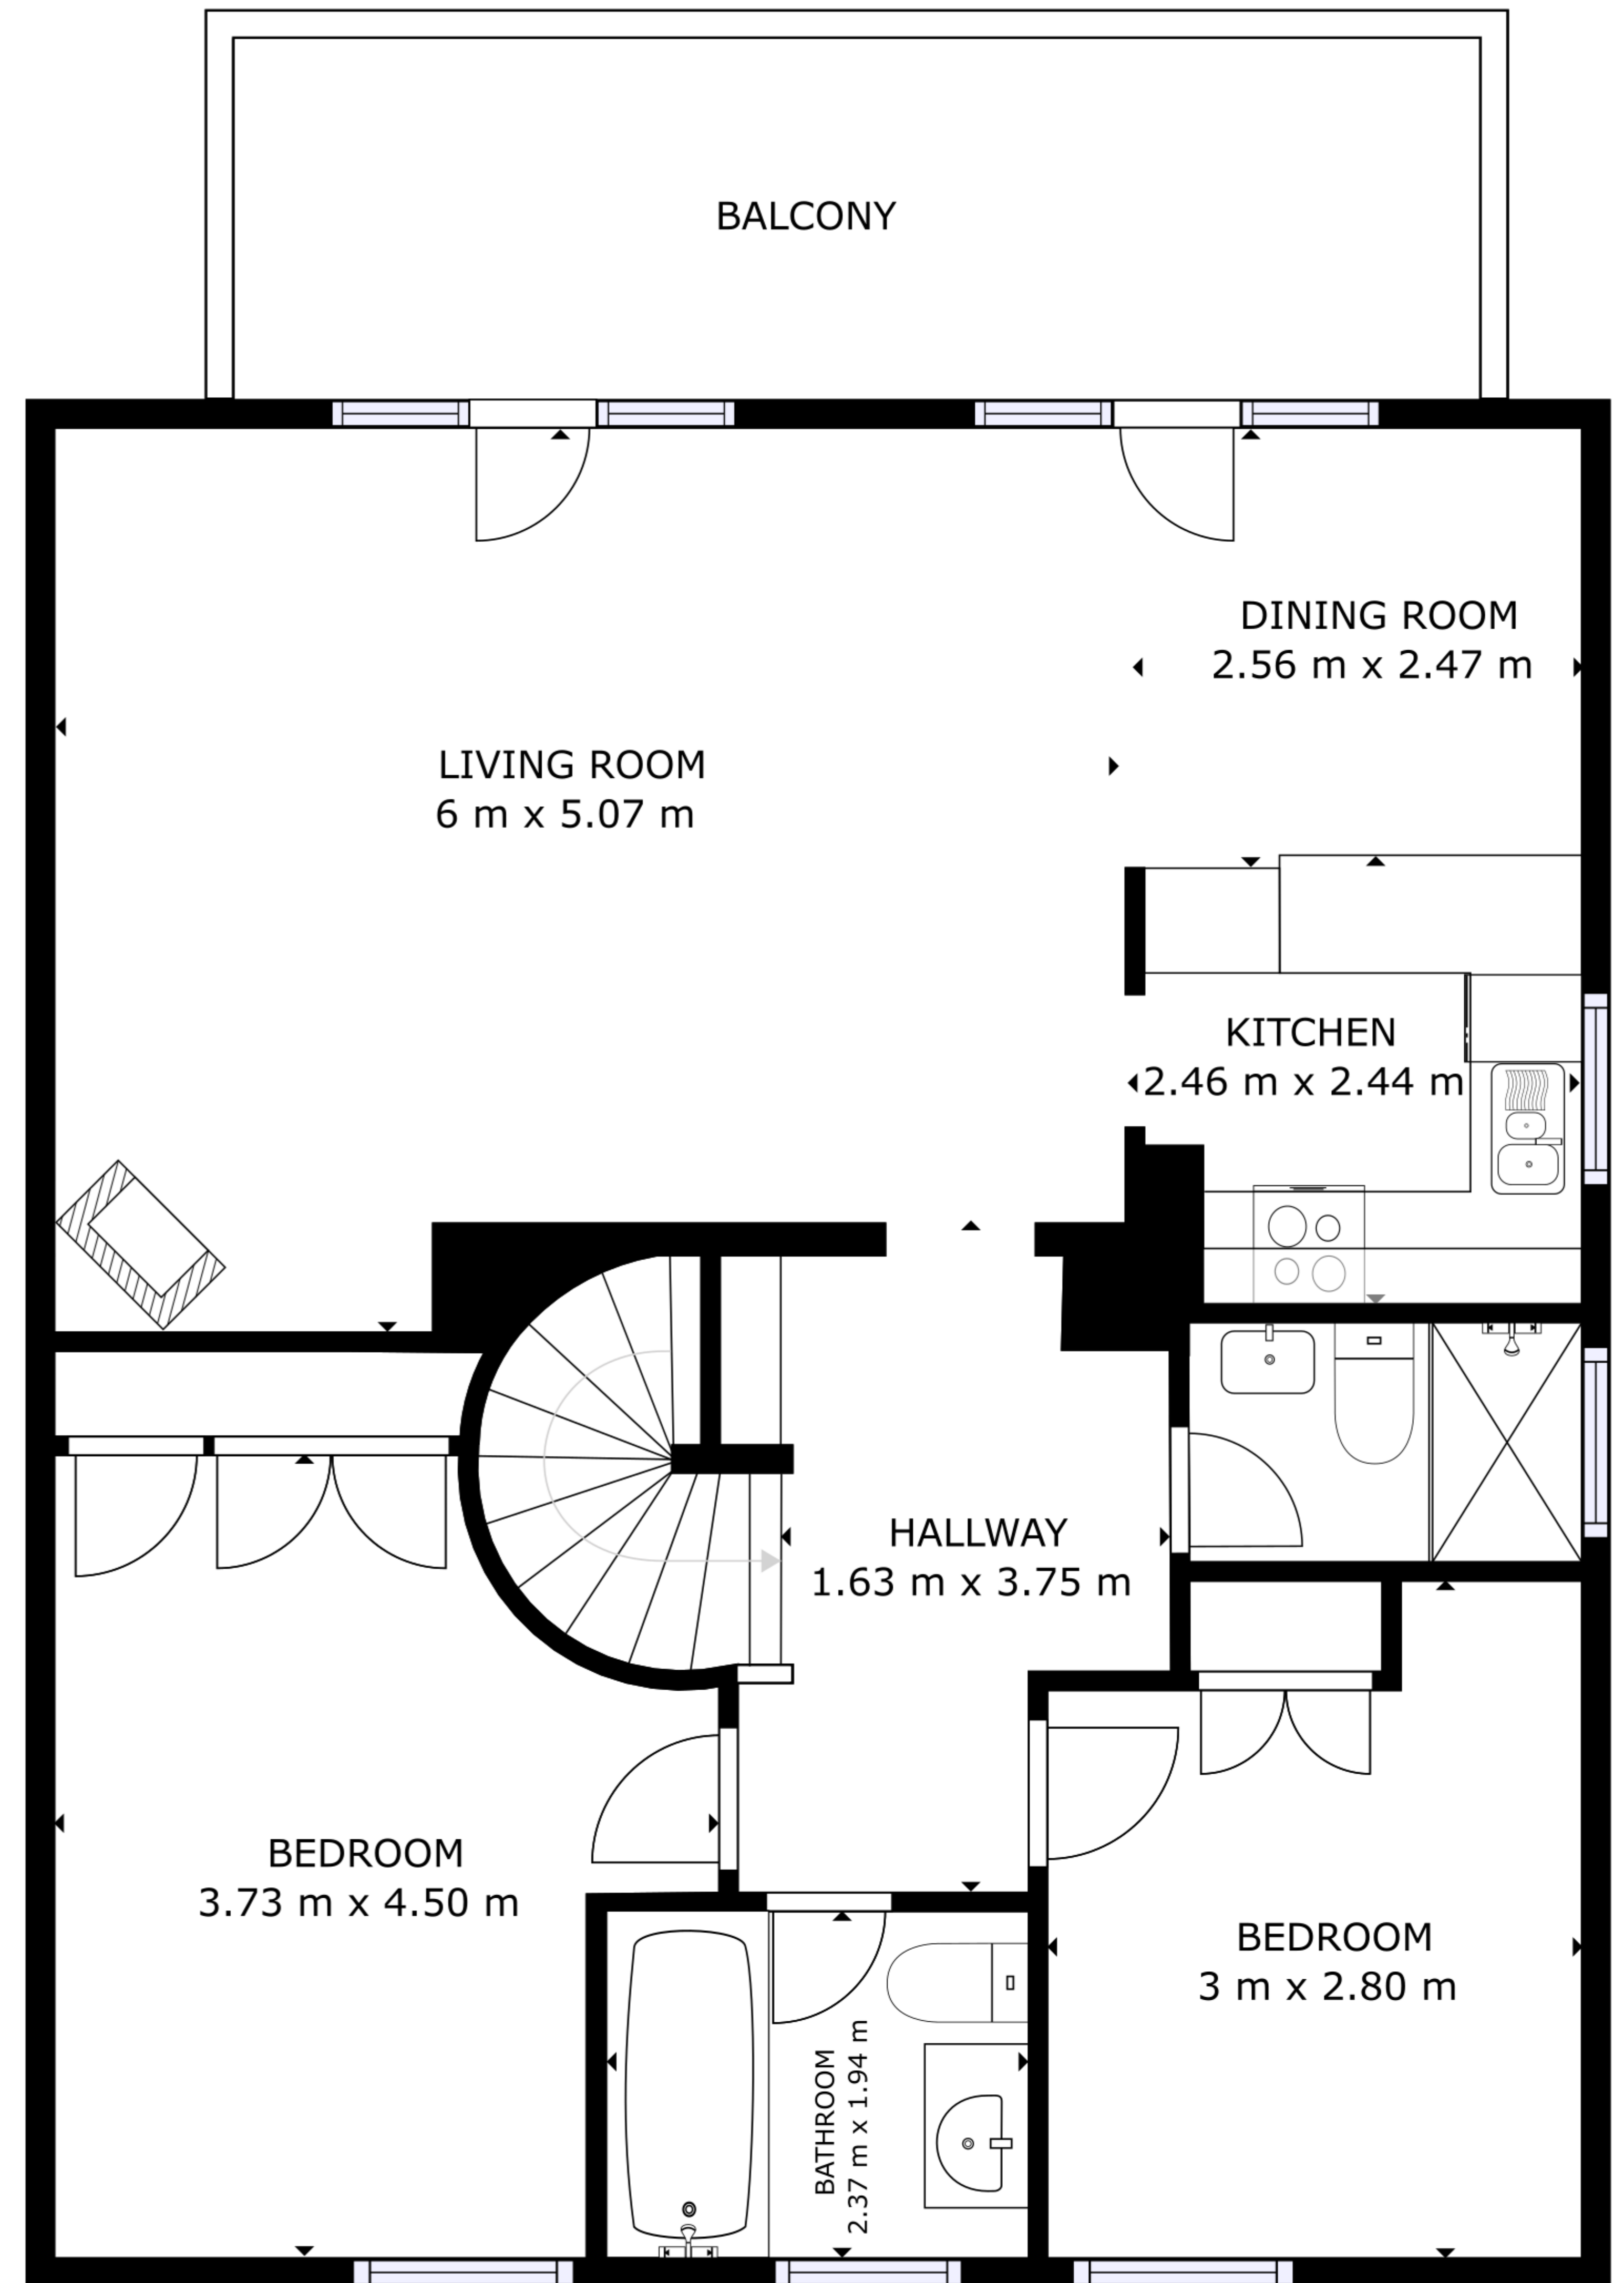 BALCONY
DINING ROOM
2.56 m x 2.47 m
LIVING ROOM
6 m x 5.07 m
KITCHEN
2.46 m x 2.44 m
HALLWAY
1.63 m x 3.75 m
BEDROOM
3.73 m x 4.50 m
BEDROOM
3 m x 2.80 m
BATHROOM
2.37 m x 1.94 m